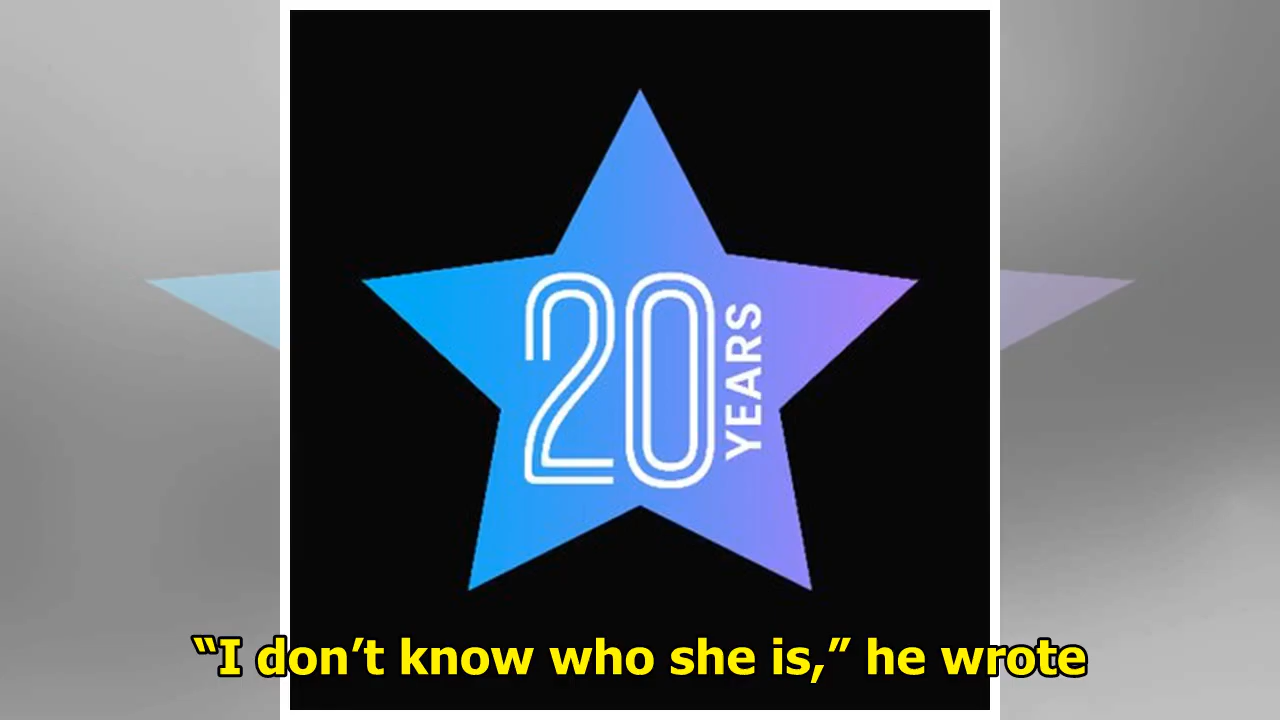 20
YEARS
“I don’t know who she is,” he wrote